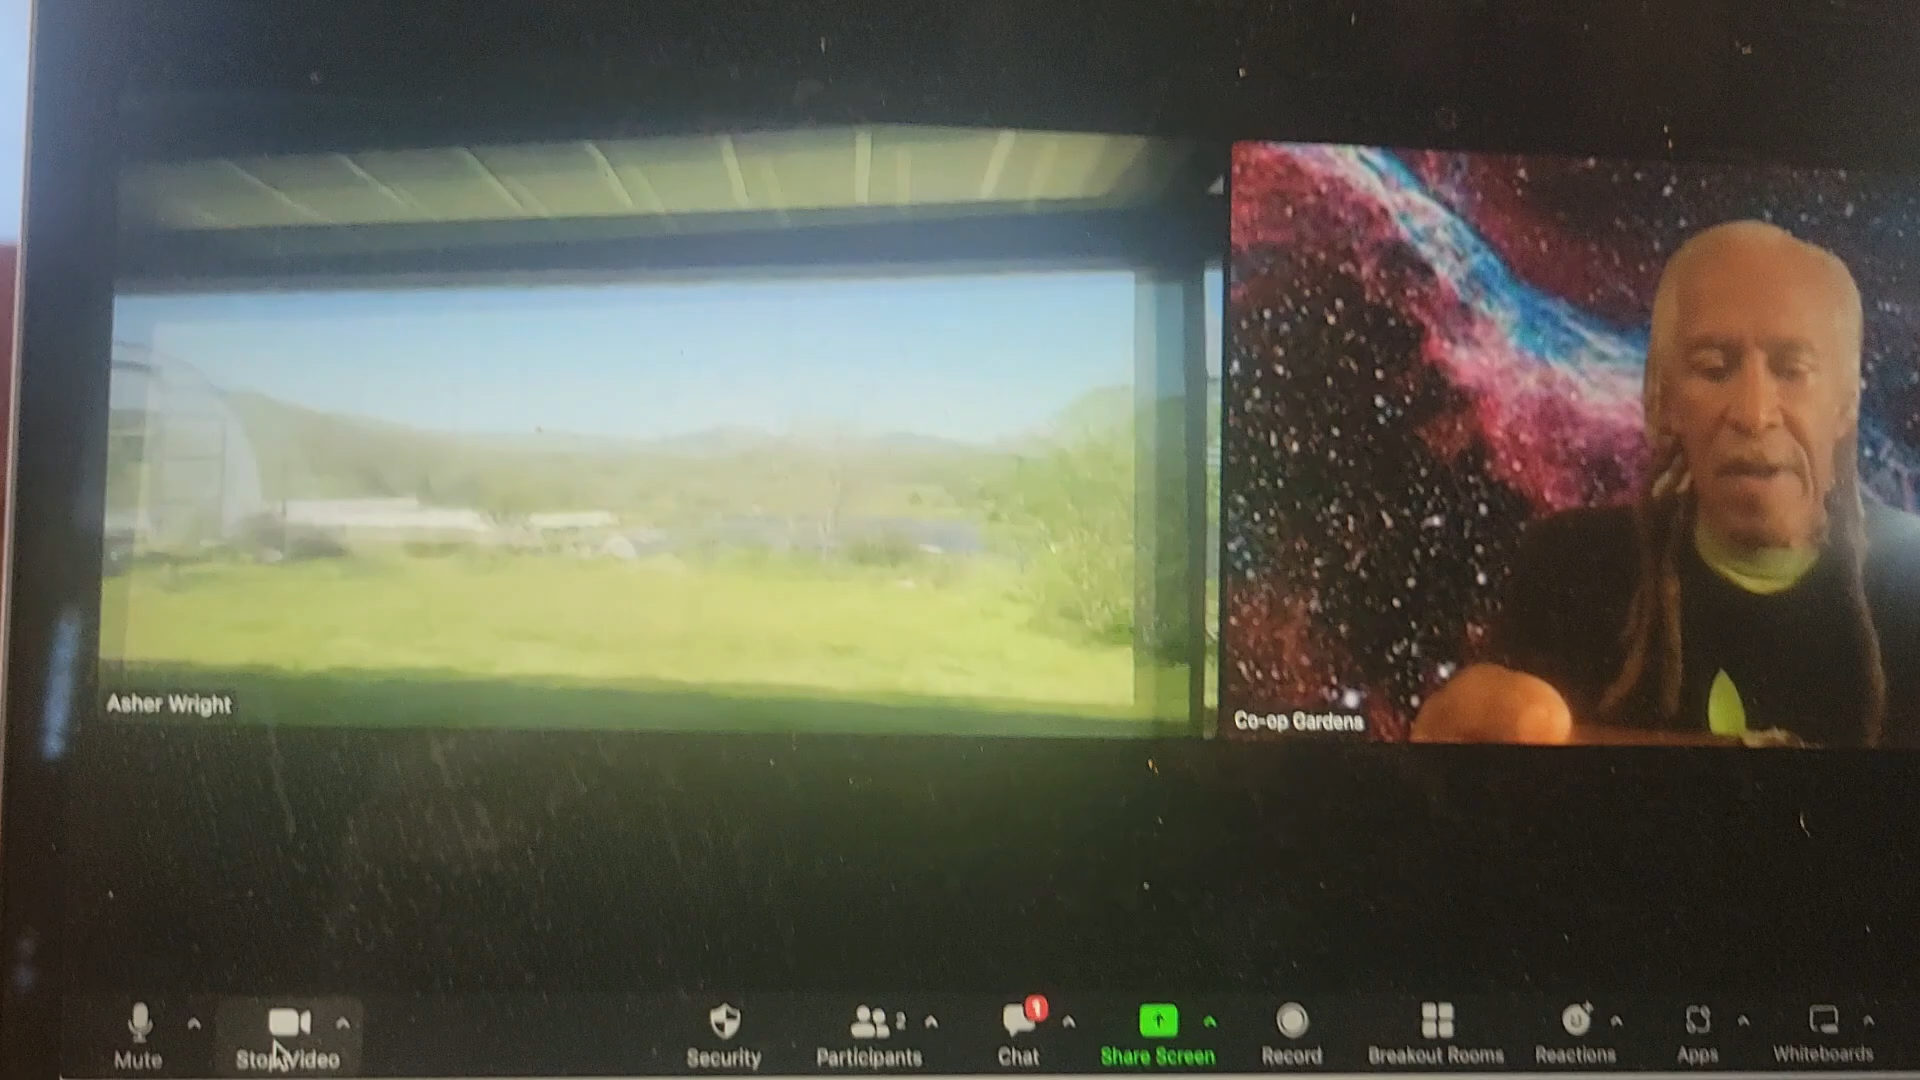 Asher Wright
Co-op Gardens
Mute
Stop Video
Security
Participants 2
Chat 1
Share Screen
Record
Breakout Rooms
Reactions
Apps
Whiteboards